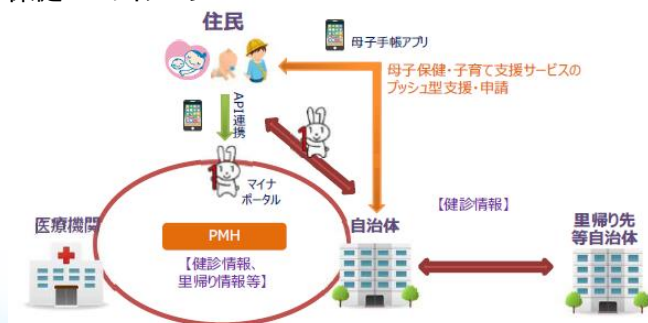 住民
母子手帳アプリ
母子保健・子育て支援サービスの
プッシュ型支援・申請
API連携
マイナ
ポータル
医療機関
PMH
【健診情報、
里帰り情報等】
自治体
【健診情報】
里帰り先
等自治体